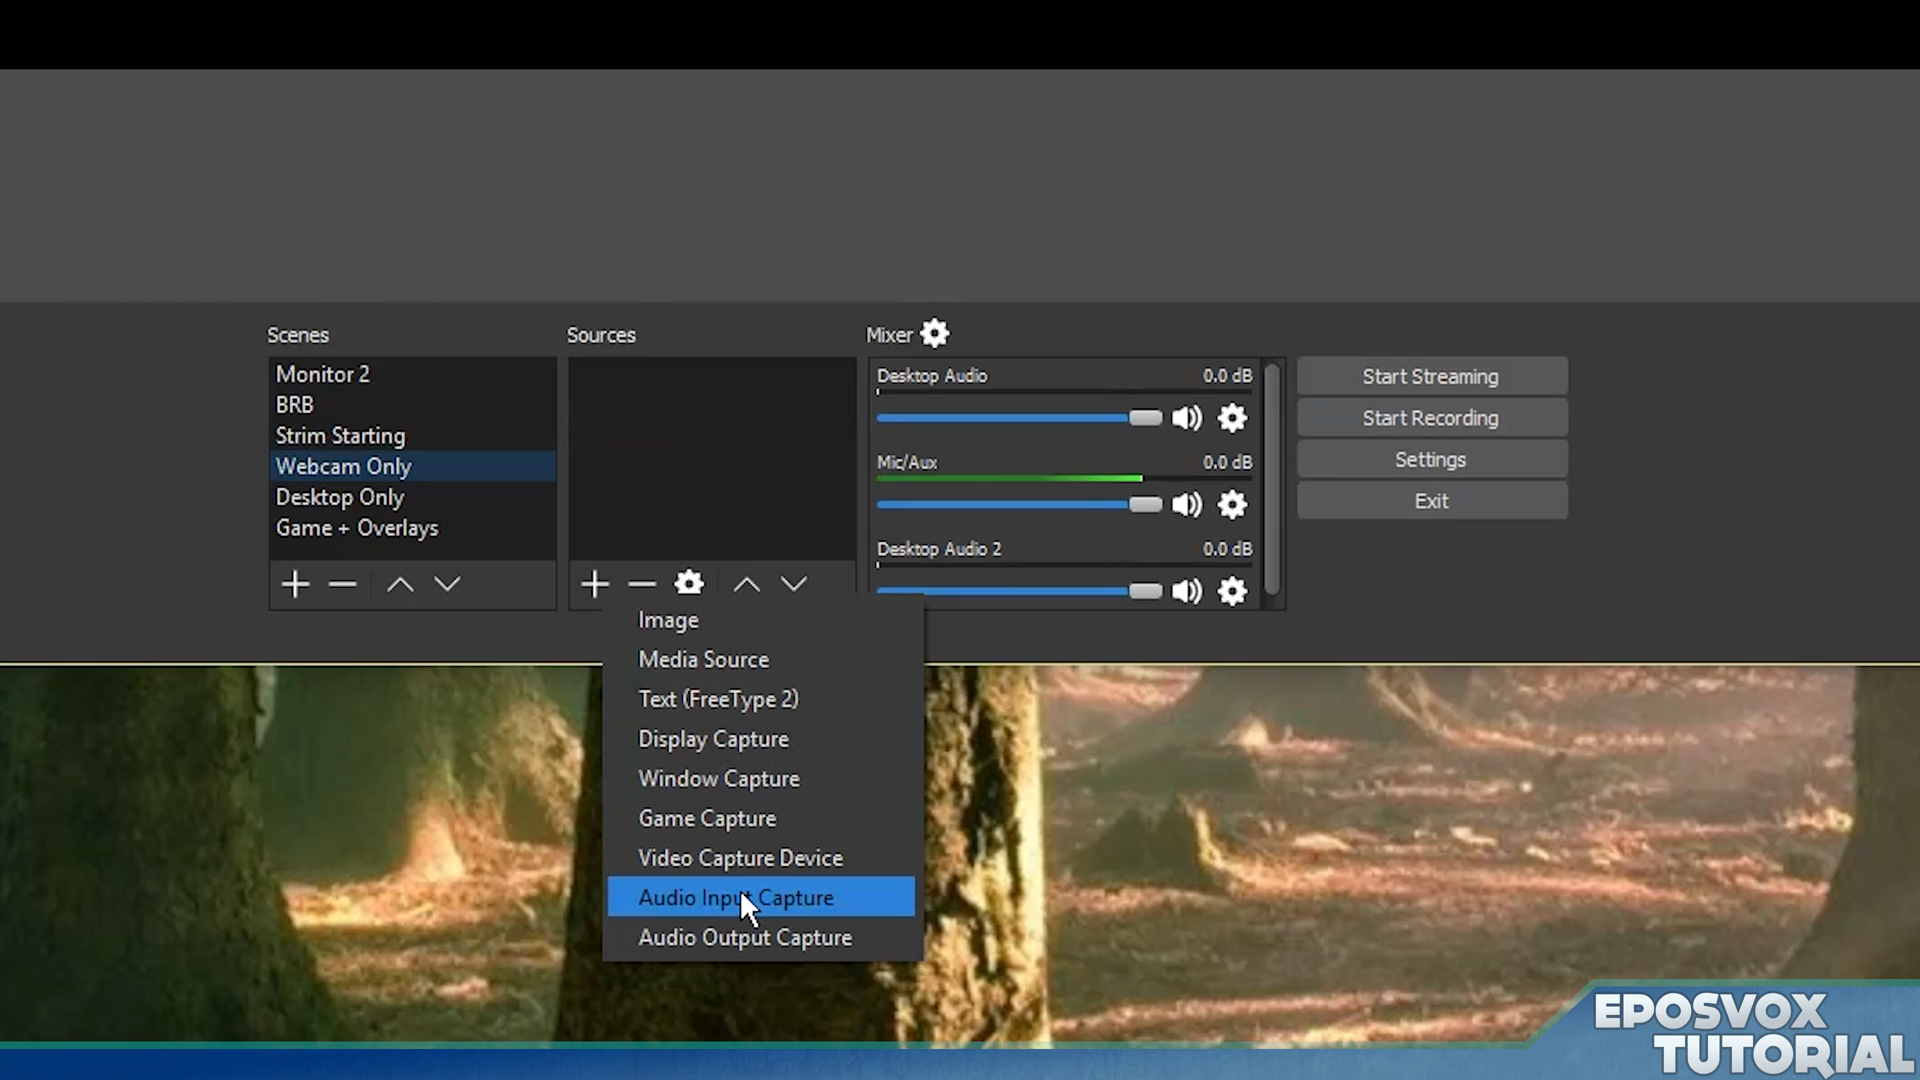 Scenes
Monitor 2
BRB
Strim Starting
Webcam Only
Desktop Only
Game + Overlays
Sources
Mixer
Desktop Audio 0.0 dB
Mic/Aux 0.0 dB
Desktop Audio 2 0.0 dB
Start Streaming
Start Recording
Settings
Exit
Image
Media Source
Text (FreeType 2)
Display Capture
Window Capture
Game Capture
Video Capture Device
Audio Input Capture
Audio Output Capture
EPOSVOX
TUTORIAL